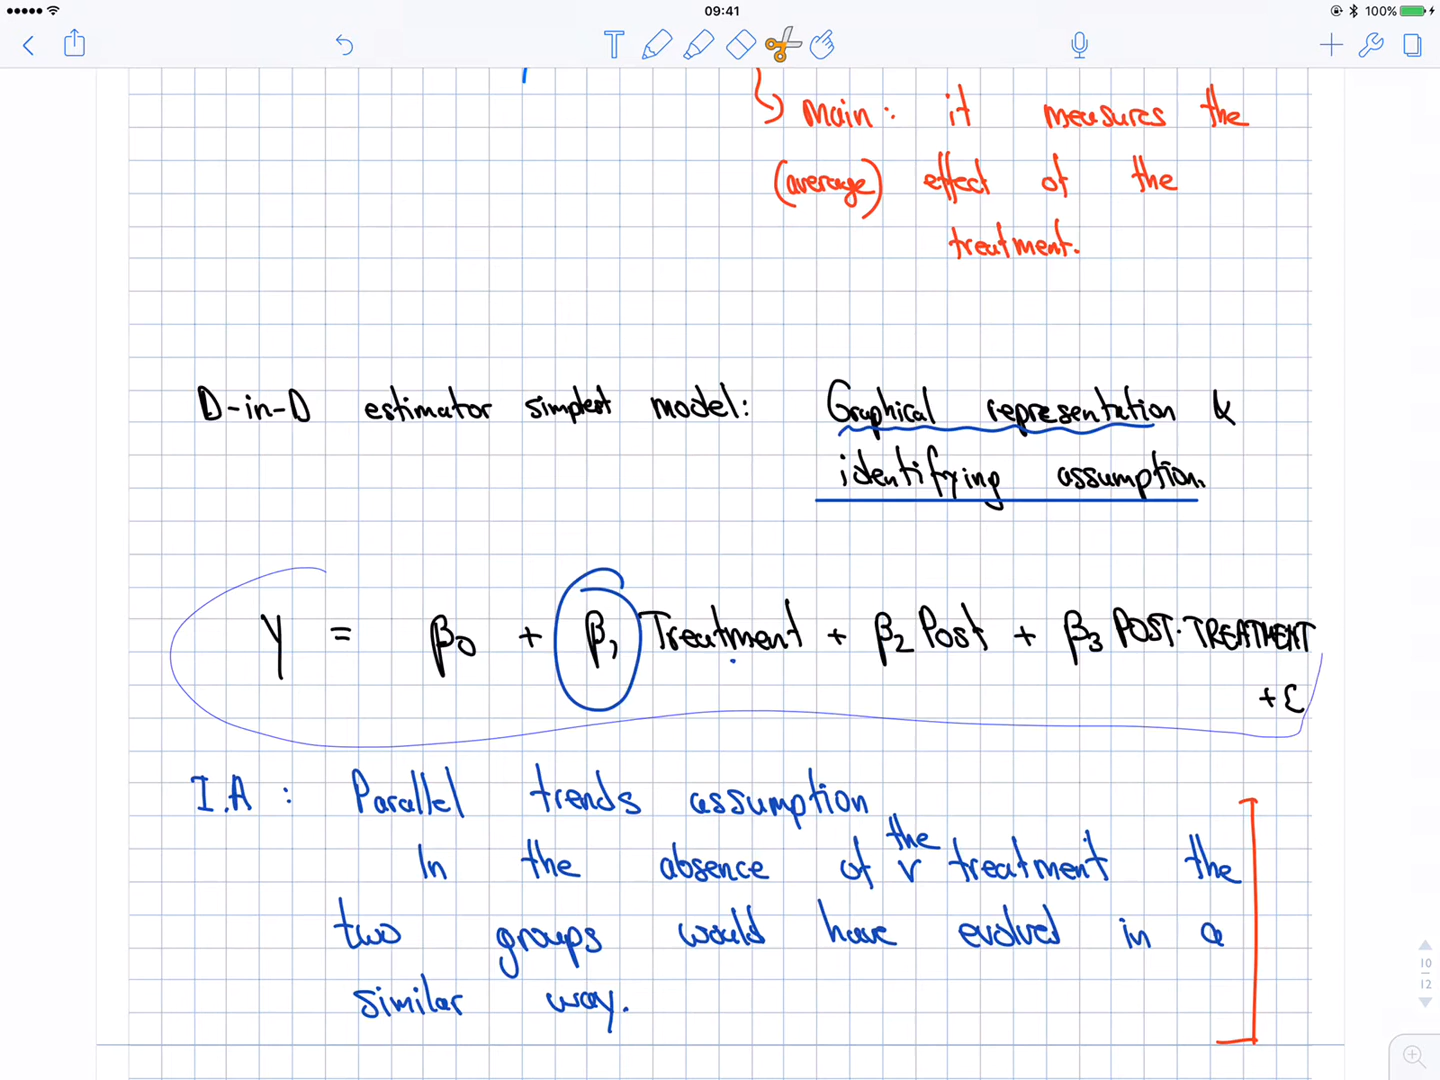 09:41
100%
T
main: it measures the
(average) effect of the
treatment.
D-in-D estimator simplest model: Graphical representation &
identifying assumption.
Y = β0 + β1 Treatment + β2 Post + β3 POST·TREATMENT
+ ε
I.A : Parallel trends assumption
In the absence of the treatment the
two groups would have evolved in a
similar way.
10
12